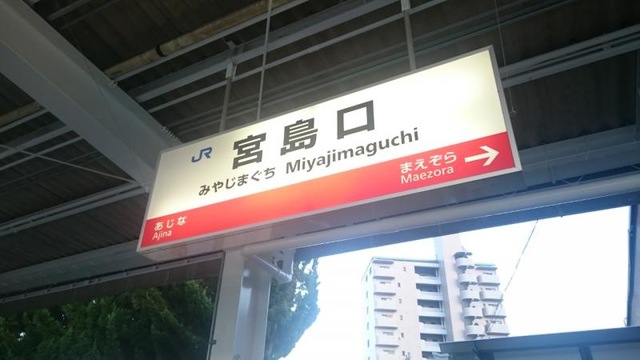 JR 宮島口
みやじまぐち Miyajimaguchi
まえぞら
Maezora
あじな
Ajina